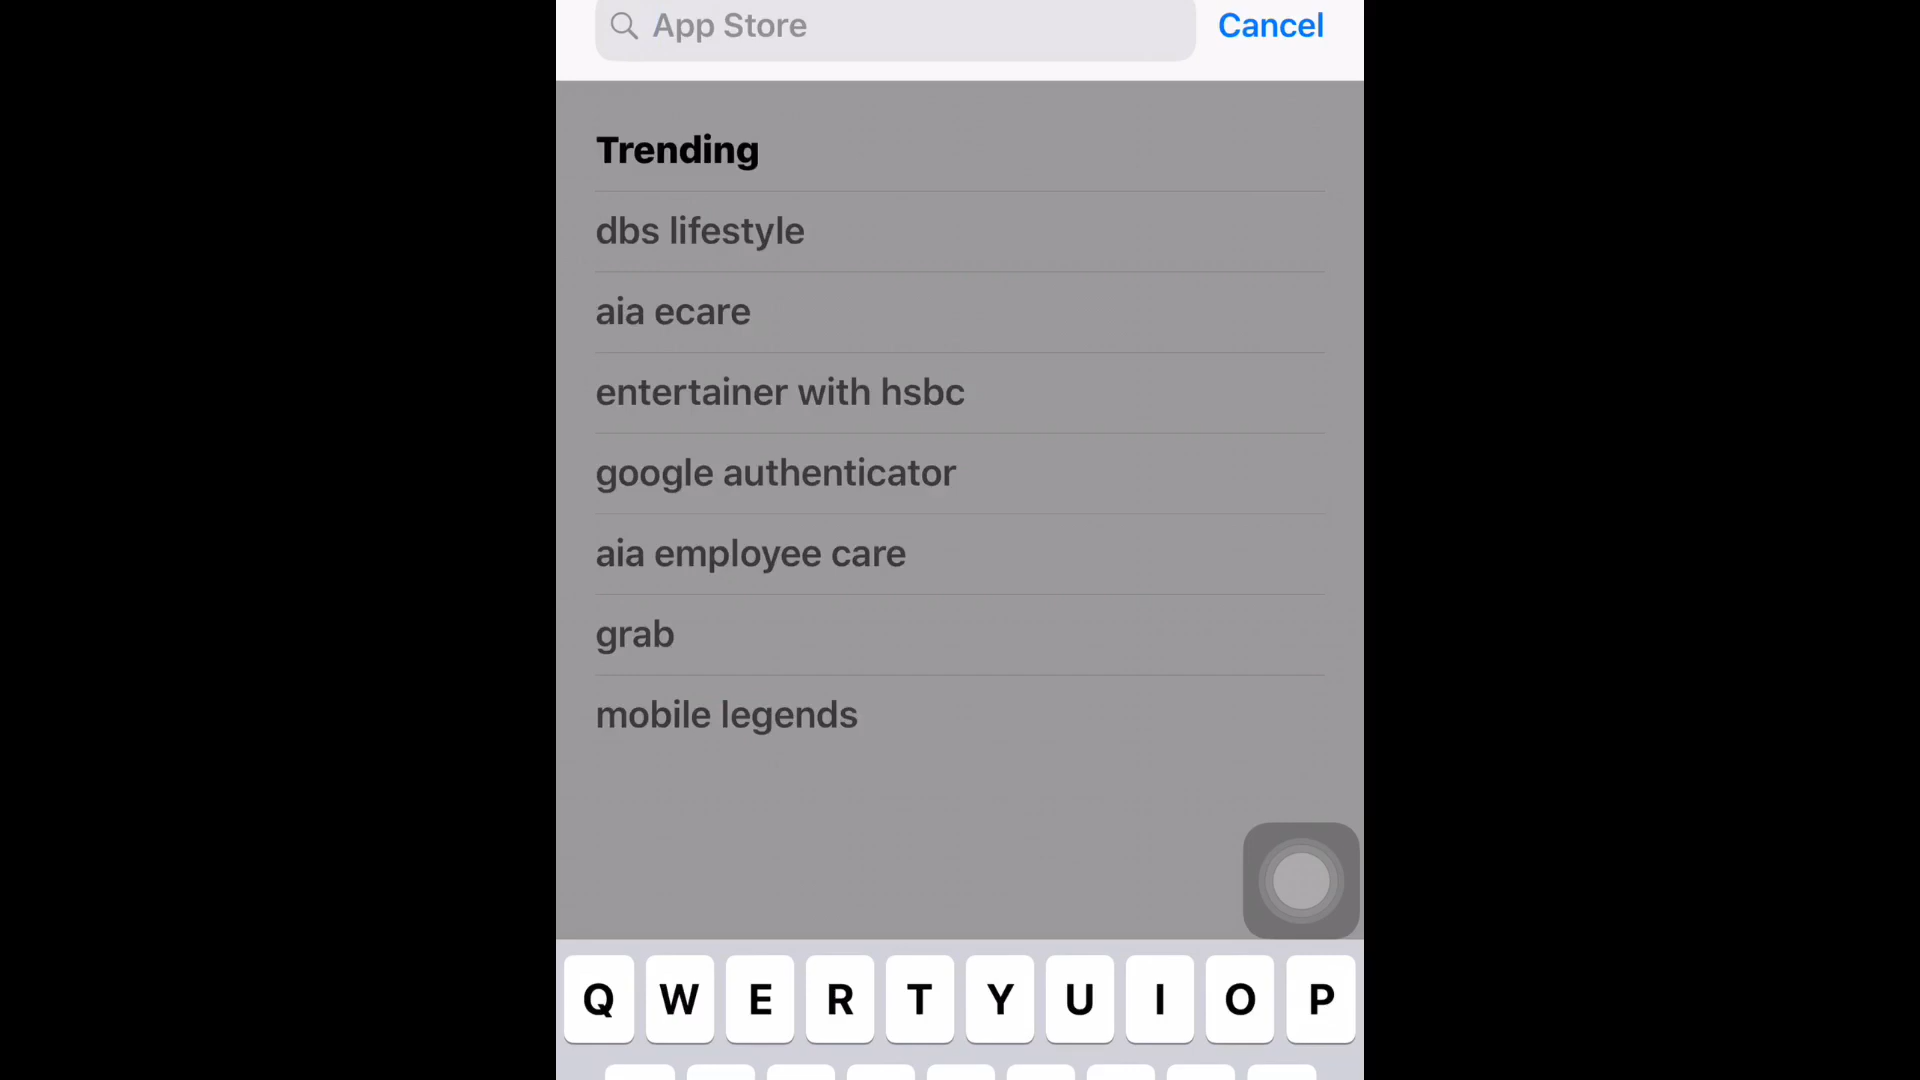 App Store
Cancel
Trending
dbs lifestyle
aia ecare
entertainer with hsbc
google authenticator
aia employee care
grab
mobile legends
Q W E R T Y U I O P